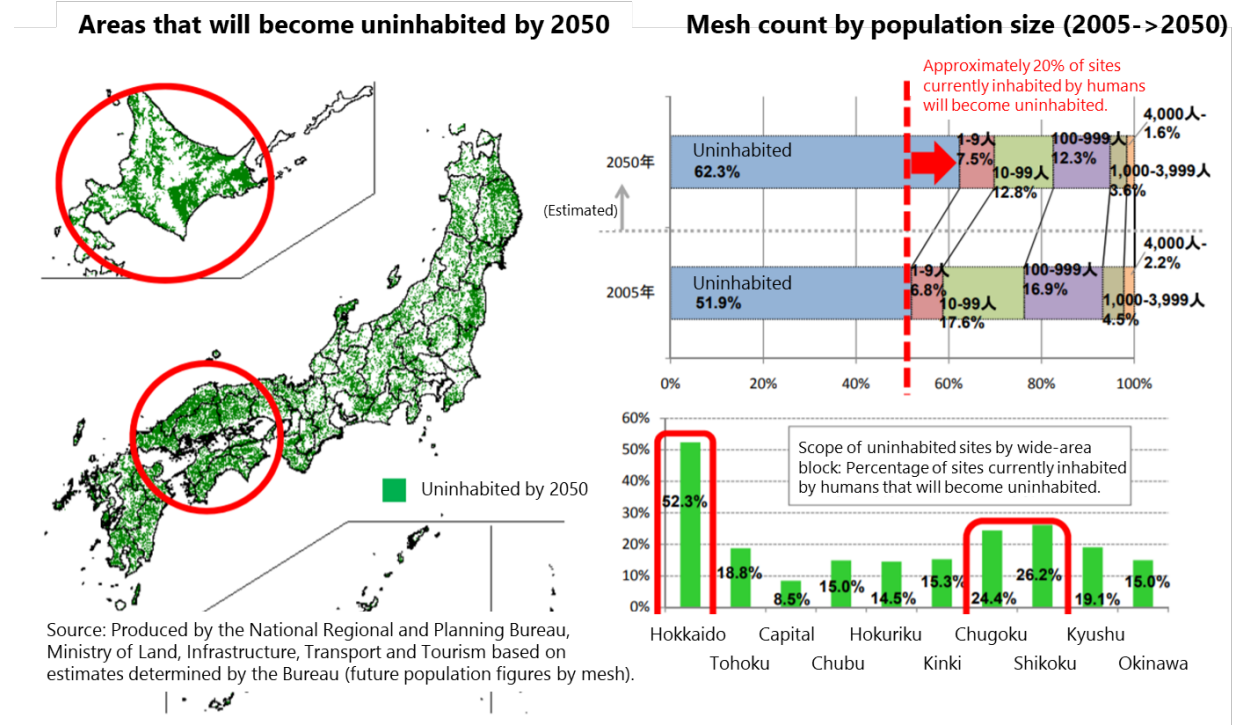 Areas that will become uninhabited by 2050
Uninhabited by 2050
Source: Produced by the National Regional and Planning Bureau,
Ministry of Land, Infrastructure, Transport and Tourism based on
estimates determined by the Bureau (future population figures by mesh).
Mesh count by population size (2005->2050)
Approximately 20% of sites
currently inhabited by humans
will become uninhabited.
2050年
Uninhabited
62.3%
1-9人
7.5%
10-99人
12.8%
100-999人
12.3%
1,000-3,999人
3.6%
4,000人-
1.6%
(Estimated)
2005年
Uninhabited
51.9%
1-9人
6.8%
10-99人
17.6%
100-999人
16.9%
1,000-3,999人
4.5%
4,000人-
2.2%
0% 20% 40% 60% 80% 100%
Scope of uninhabited sites by wide-area
block: Percentage of sites currently inhabited
by humans that will become uninhabited.
60%
50%
40%
30%
20%
10%
0%
52.3%
18.8%
8.5%
15.0%
14.5%
15.3%
24.4%
26.2%
19.1%
15.0%
Hokkaido
Tohoku
Capital
Chubu
Hokuriku
Kinki
Chugoku
Shikoku
Kyushu
Okinawa